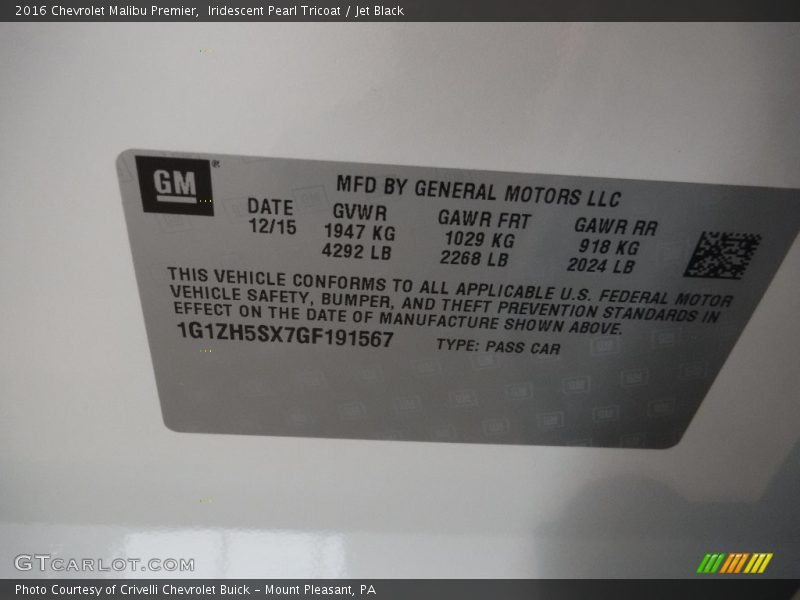 2016 Chevrolet Malibu Premier,  Iridescent Pearl Tricoat / Jet Black
GM®
MFD BY GENERAL MOTORS LLC
DATE GVWR GAWR FRT GAWR RR
12/15 1947 KG 1029 KG 918 KG
4292 LB 2268 LB 2024 LB
THIS VEHICLE CONFORMS TO ALL APPLICABLE U.S. FEDERAL MOTOR
VEHICLE SAFETY, BUMPER, AND THEFT PREVENTION STANDARDS IN
EFFECT ON THE DATE OF MANUFACTURE SHOWN ABOVE.
1G1ZH5SX7GF191567 TYPE: PASS CAR
GTCARLOT.COM
Photo Courtesy of Crivelli Chevrolet Buick – Mount Pleasant, PA